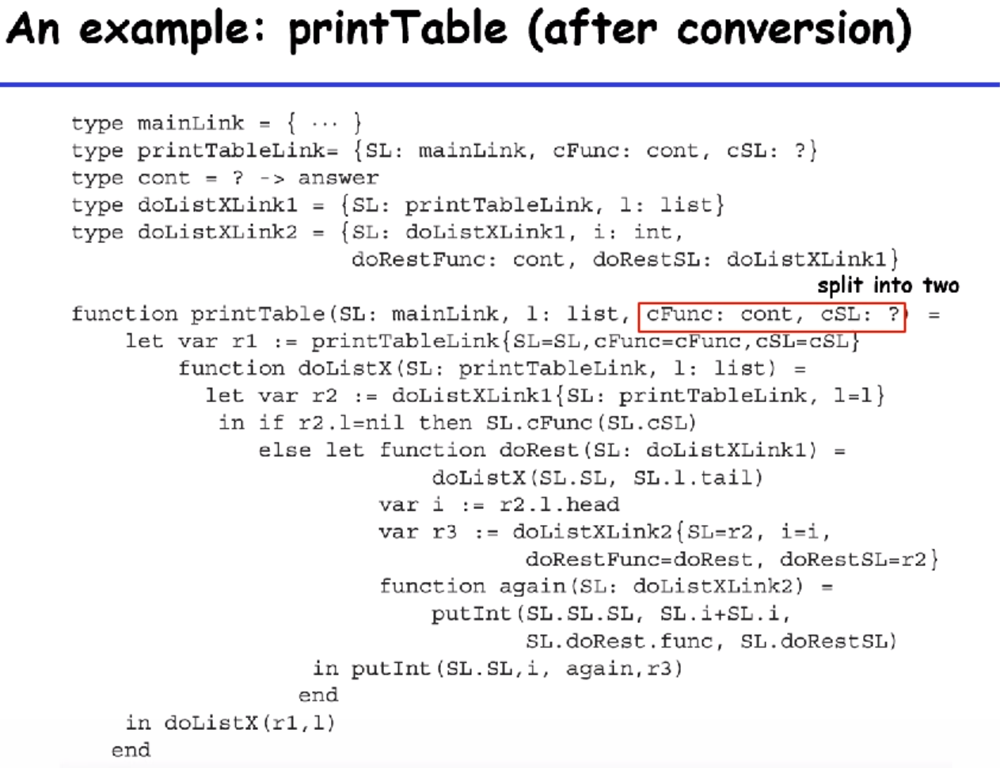 An example: printTable (after conversion)
type mainLink = { ··· }
type printTableLink= {SL: mainLink, cFunc: cont, cSL: ?}
type cont = ? -> answer
type doListXLink1 = {SL: printTableLink, l: list}
type doListXLink2 = {SL: doListXLink1, i: int,
doRestFunc: cont, doRestSL: doListXLink1}
split into two
function printTable(SL: mainLink, l: list, cFunc: cont, cSL: ?) =
let var r1 := printTableLink{SL=SL,cFunc=cFunc,cSL=cSL}
function doListX(SL: printTableLink, l: list) =
let var r2 := doListXLink1{SL: printTableLink, l=l}
in if r2.l=nil then SL.cFunc(SL.cSL)
else let function doRest(SL: doListXLink1) =
doListX(SL.SL, SL.l.tail)
var i := r2.l.head
var r3 := doListXLink2{SL=r2, i=i,
doRestFunc=doRest, doRestSL=r2}
function again(SL: doListXLink2) =
putInt(SL.SL.SL, SL.i+SL.i,
SL.doRest.func, SL.doRestSL)
in putInt(SL.SL,i, again,r3)
end
in doListX(r1,l)
end